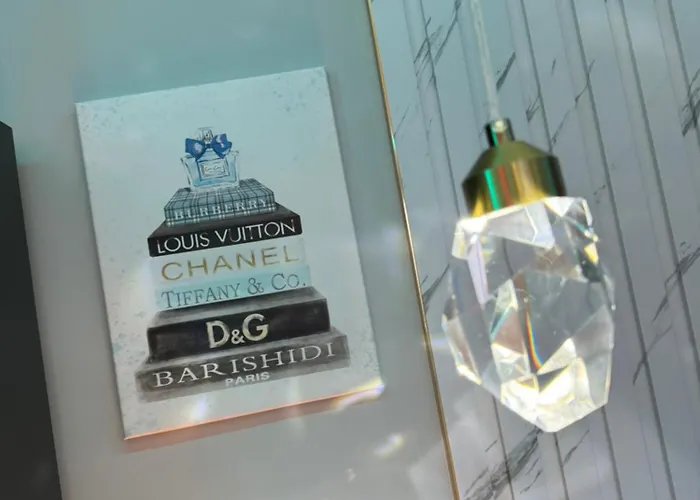 BURBERRY
LOUIS VUITTON
CHANEL
TIFFANY & CO.
D&G
BARISHIDI
PARIS